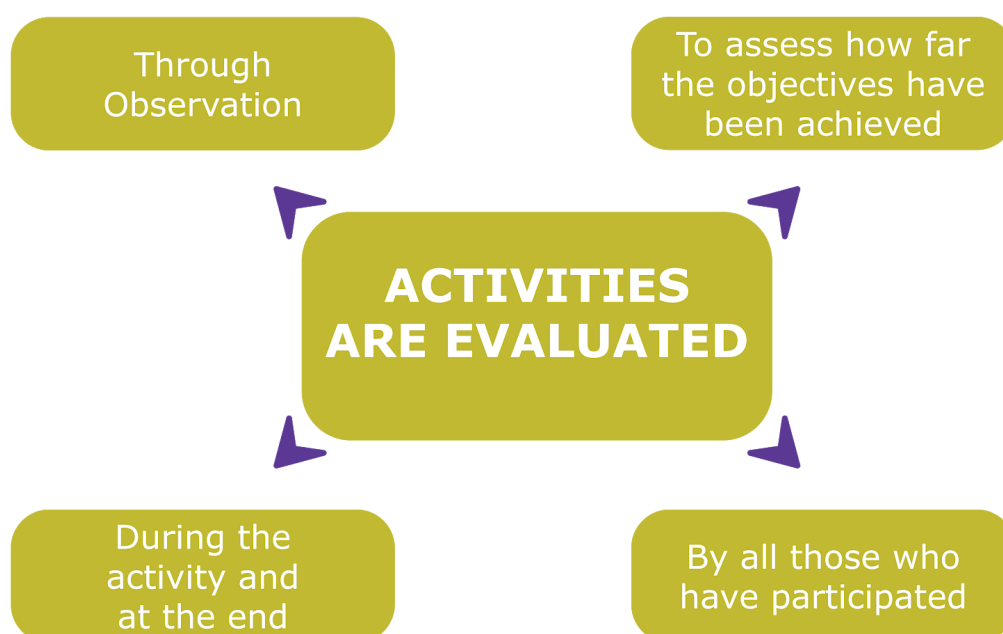 Through
Observation
To assess how far
the objectives have
been achieved
ACTIVITIES
ARE EVALUATED
During the
activity and
at the end
By all those who
have participated